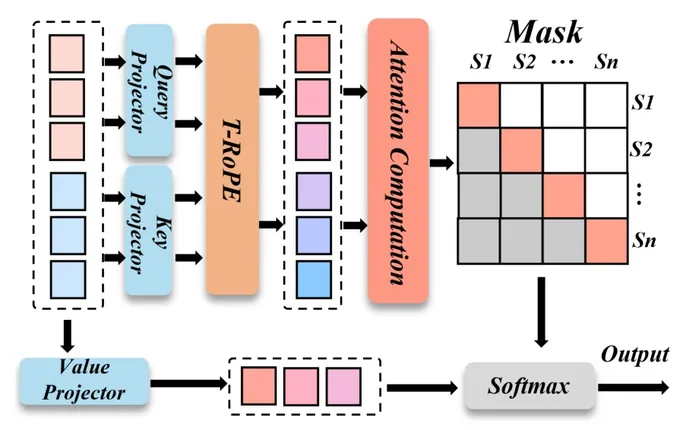 Mask
S1 S2 ... Sn
Query
Projector
Key
Projector
T-RoPE
Attention Computation
S1
S2
⋮
Sn
Value
Projector
Softmax
Output